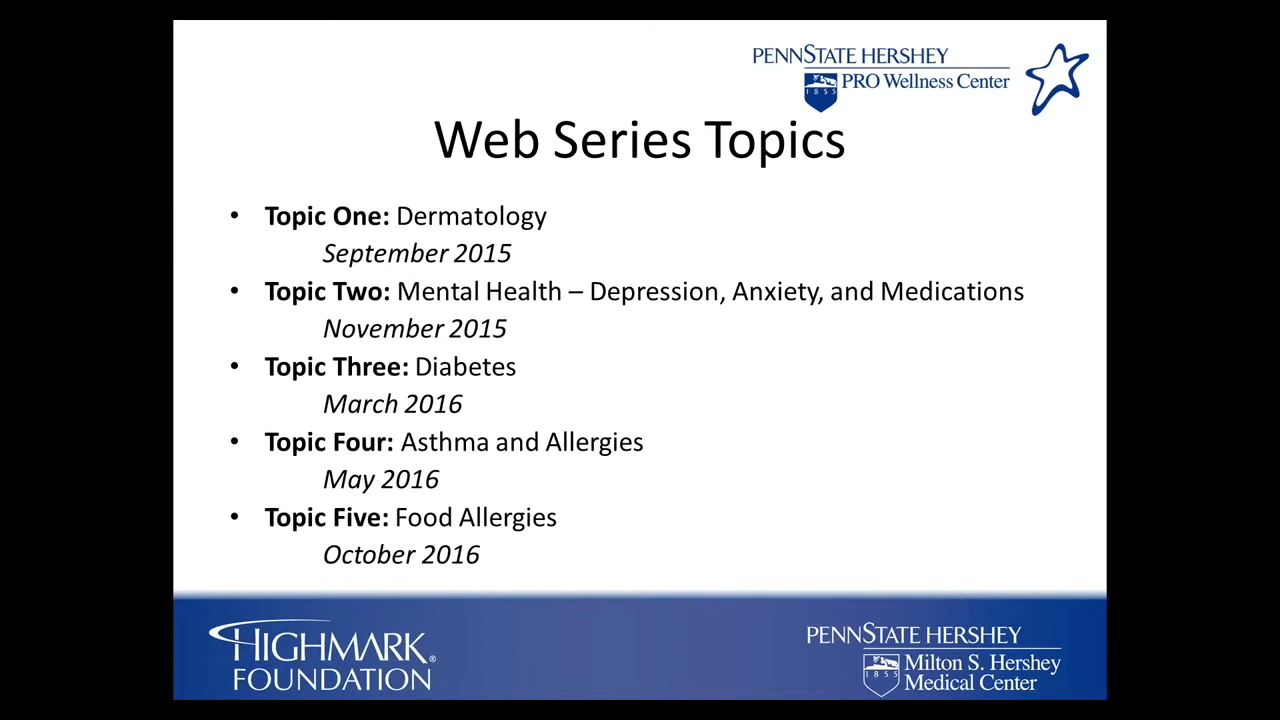 PENNSTATE HERSHEY
PRO Wellness Center
1855
Web Series Topics
• Topic One: Dermatology
September 2015
• Topic Two: Mental Health – Depression, Anxiety, and Medications
November 2015
• Topic Three: Diabetes
March 2016
• Topic Four: Asthma and Allergies
May 2016
• Topic Five: Food Allergies
October 2016
HIGHMARK®
FOUNDATION
PENNSTATE HERSHEY
1855
Milton S. Hershey
Medical Center